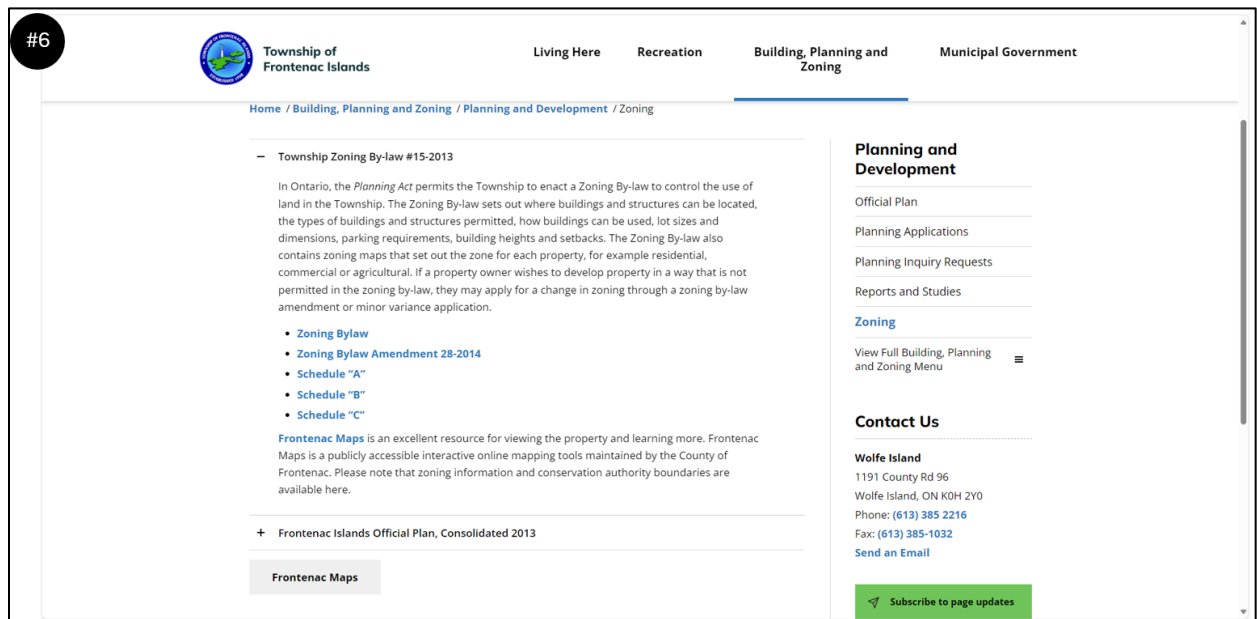 #6
Township of
Frontenac Islands
Living Here
Recreation
Building, Planning and
Zoning
Municipal Government
Home / Building, Planning and Zoning / Planning and Development / Zoning
− Township Zoning By-law #15-2013
In Ontario, the Planning Act permits the Township to enact a Zoning By-law to control the use of
land in the Township. The Zoning By-law sets out where buildings and structures can be located,
the types of buildings and structures permitted, how buildings can be used, lot sizes and
dimensions, parking requirements, building heights and setbacks. The Zoning By-law also
contains zoning maps that set out the zone for each property, for example residential,
commercial or agricultural. If a property owner wishes to develop property in a way that is not
permitted in the zoning by-law, they may apply for a change in zoning through a zoning by-law
amendment or minor variance application.
• Zoning Bylaw
• Zoning Bylaw Amendment 28-2014
• Schedule “A”
• Schedule “B”
• Schedule “C”
Frontenac Maps is an excellent resource for viewing the property and learning more. Frontenac
Maps is a publicly accessible interactive online mapping tools maintained by the County of
Frontenac. Please note that zoning information and conservation authority boundaries are
available here.
+ Frontenac Islands Official Plan, Consolidated 2013
Frontenac Maps
Planning and
Development
Official Plan
Planning Applications
Planning Inquiry Requests
Reports and Studies
Zoning
View Full Building, Planning
and Zoning Menu
Contact Us
Wolfe Island
1191 County Rd 96
Wolfe Island, ON K0H 2Y0
Phone: (613) 385 2216
Fax: (613) 385-1032
Send an Email
Subscribe to page updates